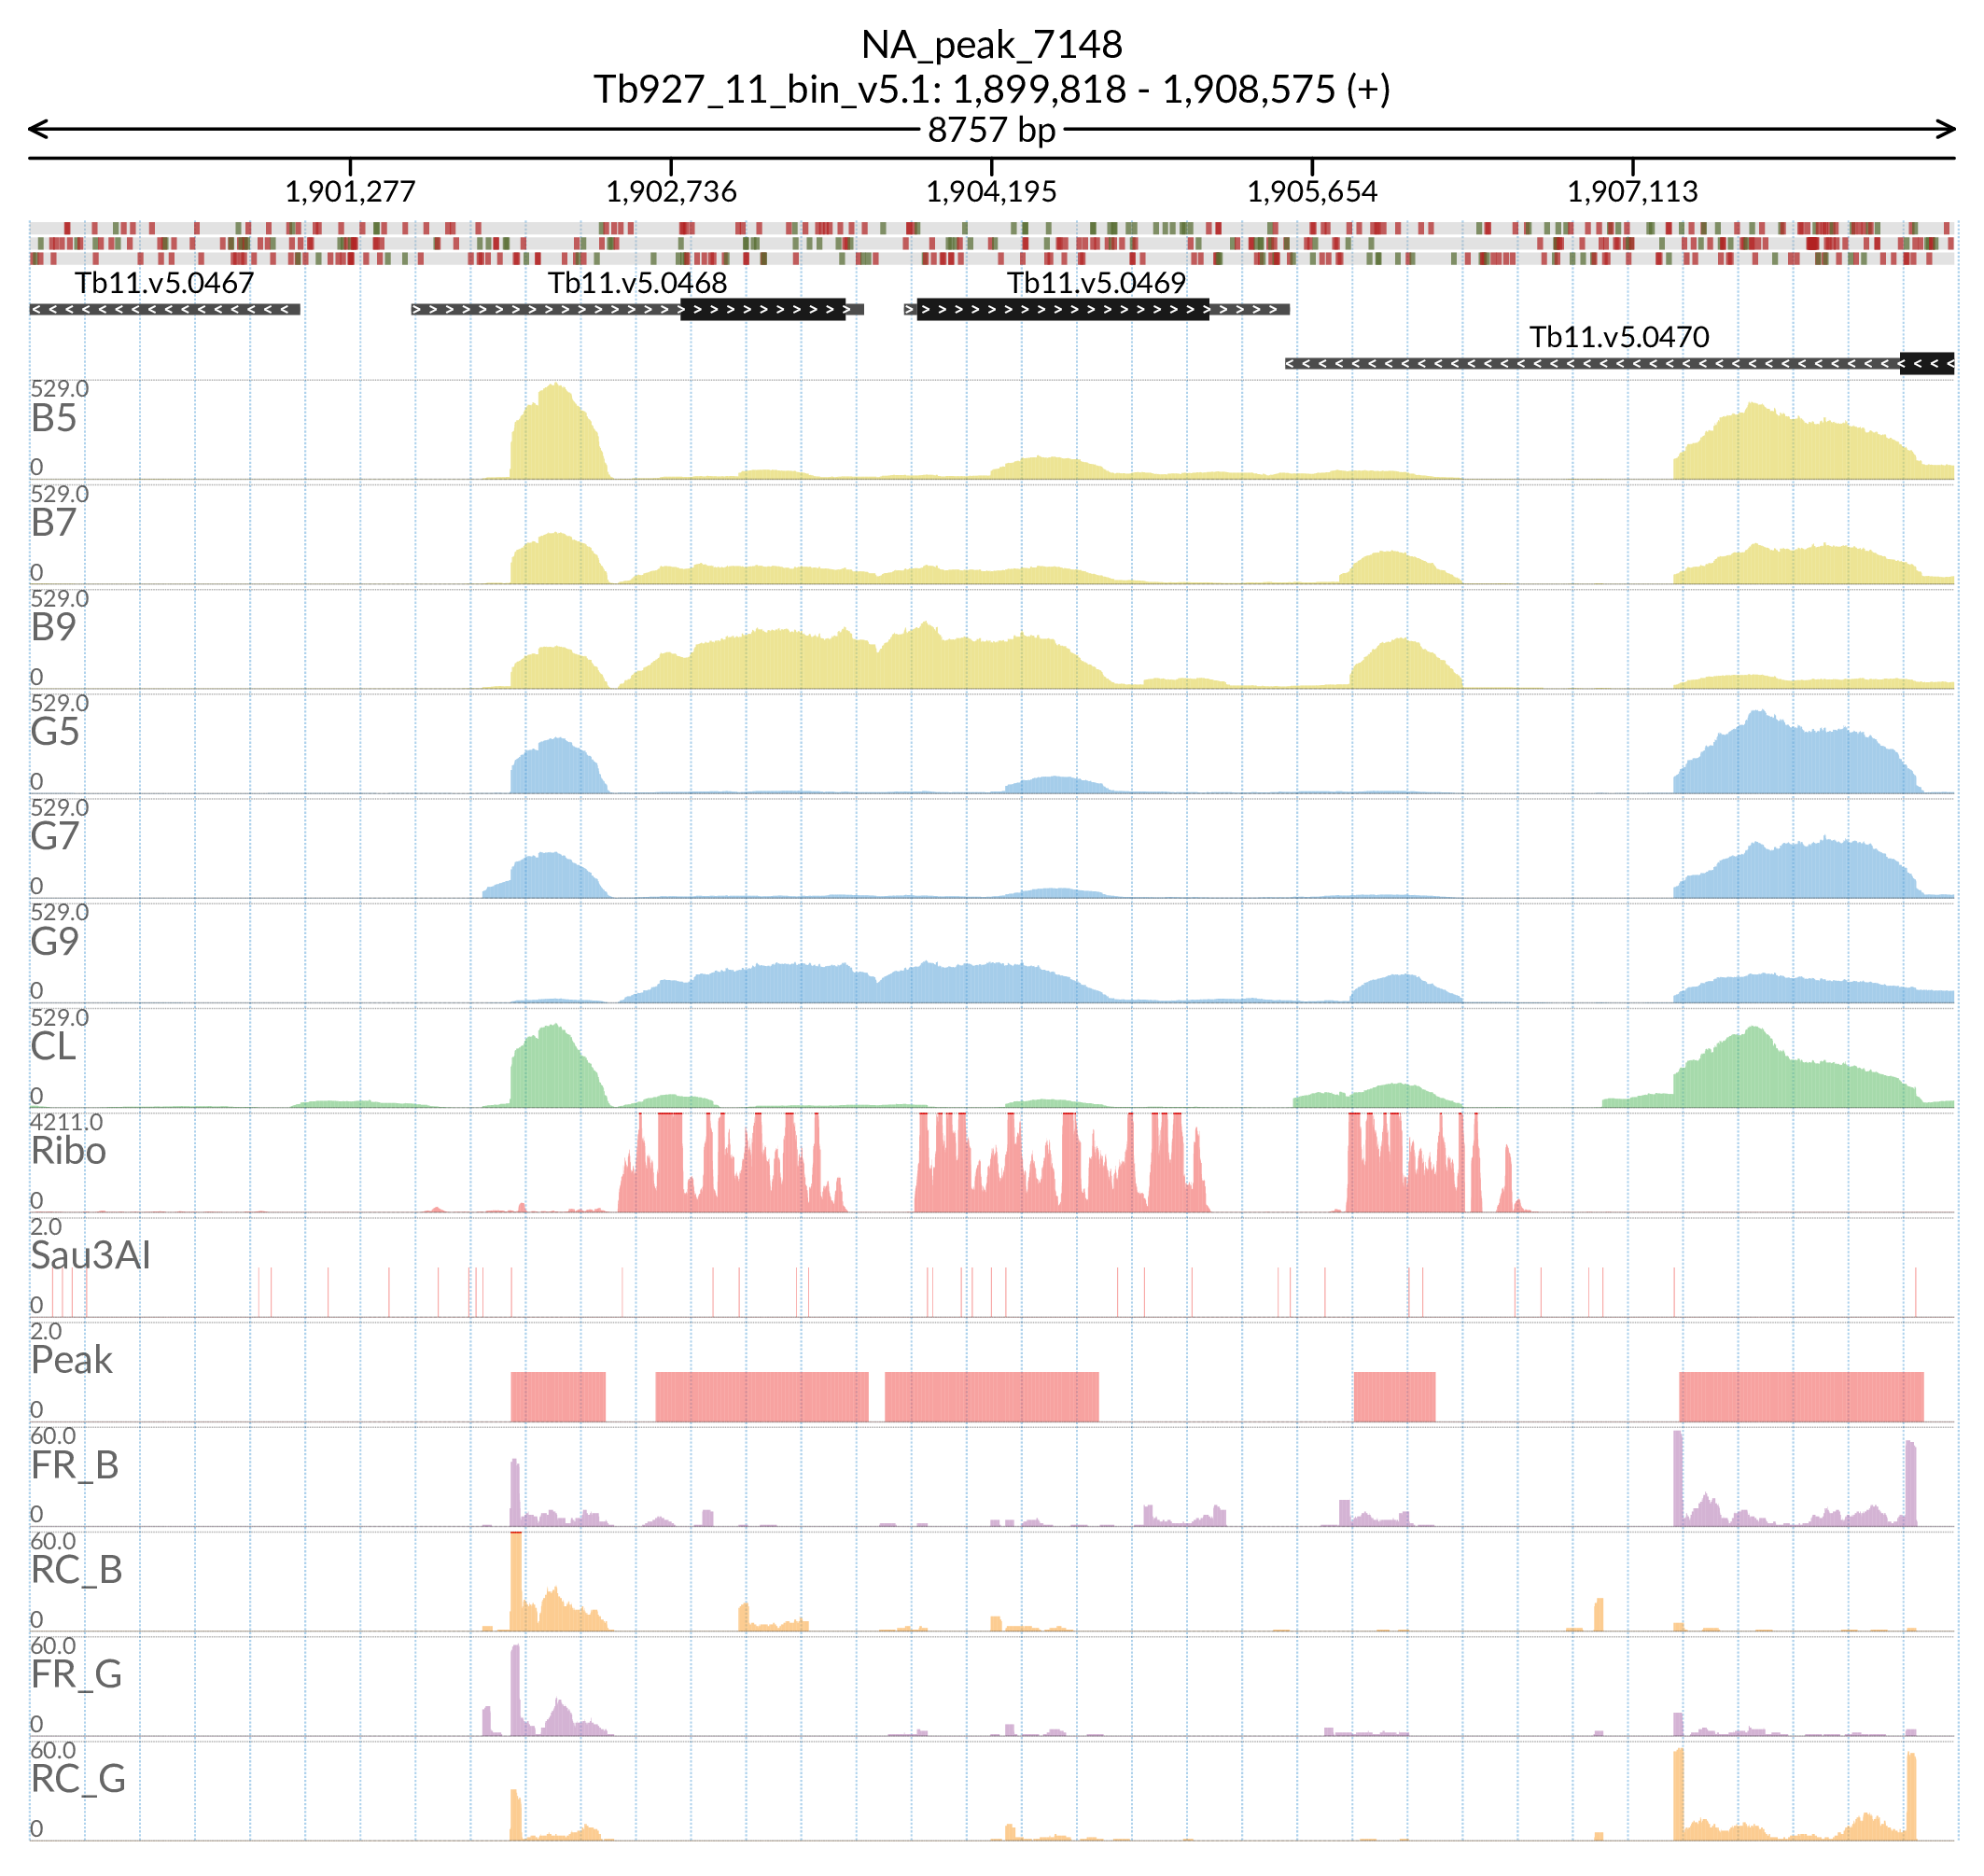 NA_peak_7148
Tb927_11_bin_v5.1: 1,899,818 - 1,908,575 (+)
8757 bp
1,901,277 1,902,736 1,904,195 1,905,654 1,907,113
Tb11.v5.0467 Tb11.v5.0468 Tb11.v5.0469
Tb11.v5.0470
529.0
B5
0
529.0
B7
0
529.0
B9
0
529.0
G5
0
529.0
G7
0
529.0
G9
0
529.0
CL
0
4211.0
Ribo
0
2.0
Sau3AI
0
2.0
Peak
0
60.0
FR_B
0
60.0
RC_B
0
60.0
FR_G
0
60.0
RC_G
0